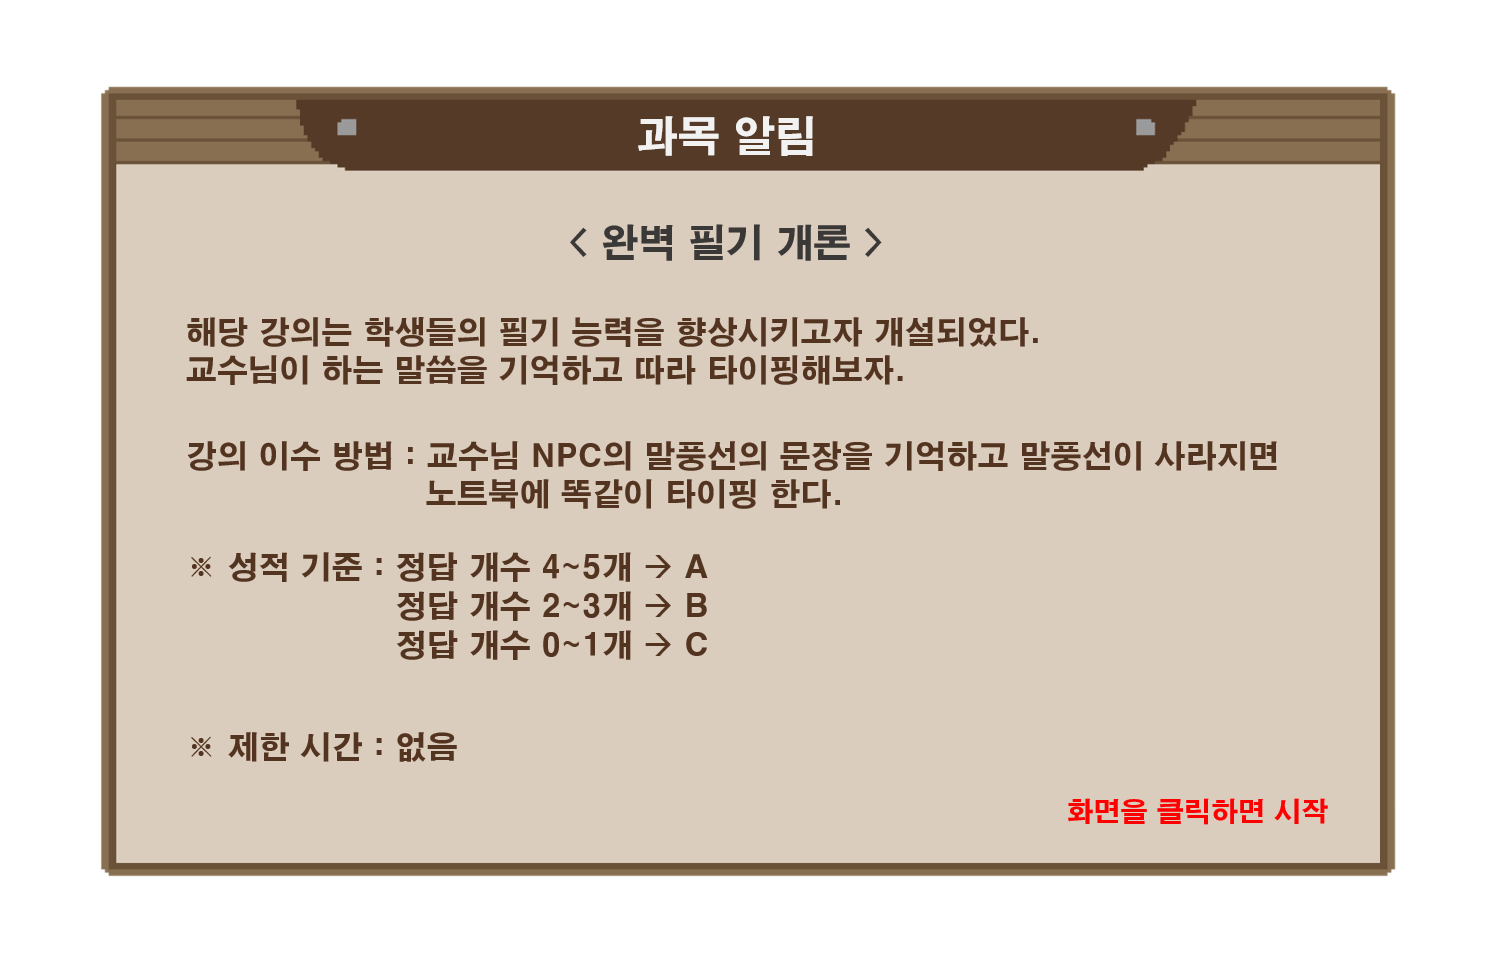 과목 알림
< 완벽 필기 개론 >
해당 강의는 학생들의 필기 능력을 향상시키고자 개설되었다.
교수님이 하는 말씀을 기억하고 따라 타이핑해보자.
강의 이수 방법 : 교수님 NPC의 말풍선의 문장을 기억하고 말풍선이 사라지면
노트북에 똑같이 타이핑 한다.
※ 성적 기준 : 정답 개수 4~5개 → A
정답 개수 2~3개 → B
정답 개수 0~1개 → C
※ 제한 시간 : 없음
화면을 클릭하면 시작